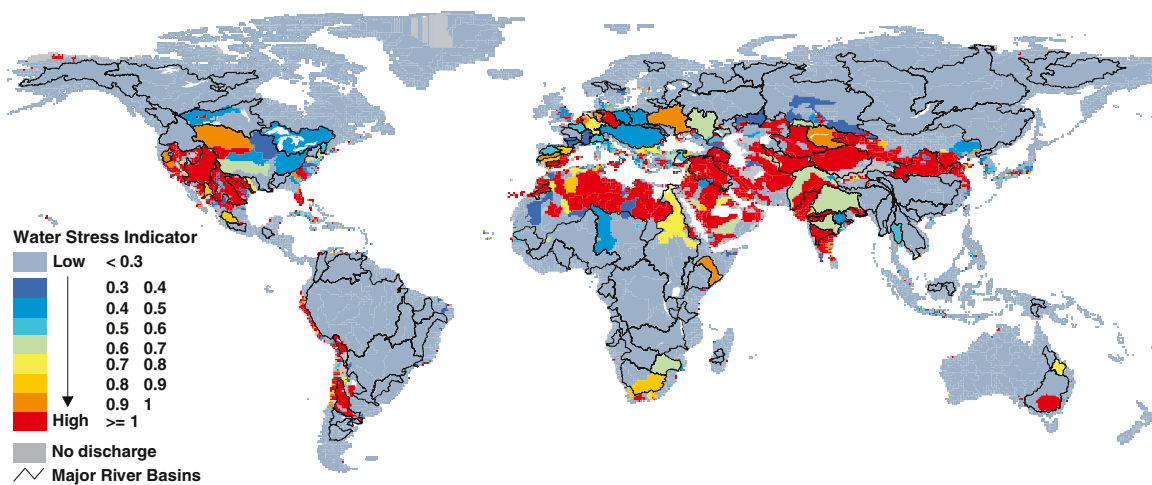 Water Stress Indicator
Low < 0.3
0.3 0.4
0.4 0.5
0.5 0.6
0.6 0.7
0.7 0.8
0.8 0.9
0.9 1
High >= 1
No discharge
Major River Basins